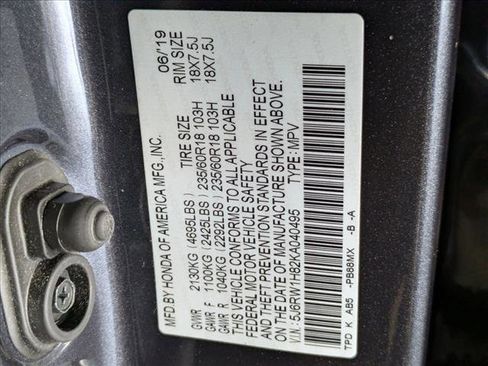 MFD.BY HONDA OF AMERICA MFG.,INC. 06/'19
TIRE SIZE RIM SIZE
GVWR 2130KG (4695LBS)
GAWR F 1100KG (2425LBS) 235/60R18 103H 18X7.5J
GAWR R 1040KG (2292LBS) 235/60R18 103H 18X7.5J
THIS VEHICLE CONFORMS TO ALL APPLICABLE
FEDERAL MOTOR VEHICLE SAFETY
AND THEFT PREVENTION STANDARDS IN EFFECT
ON THE DATE OF MANUFACTURE SHOWN ABOVE.
V.I.N.:5J6RW1H82KA040495 TYPE:MPV
TPD K AB5 -PB88MX -B -A